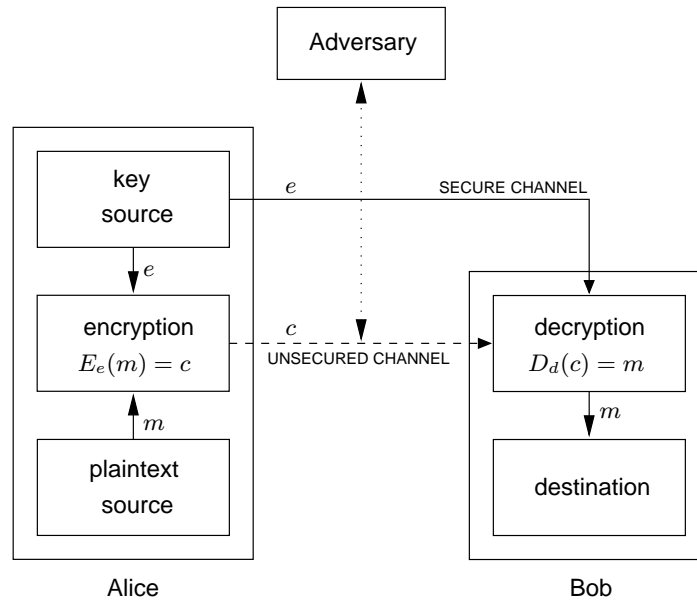 Adversary
key
source
e
SECURE CHANNEL
e
encryption
E_e(m) = c
c
UNSECURED CHANNEL
decryption
D_d(c) = m
m
m
plaintext
source
destination
Alice
Bob